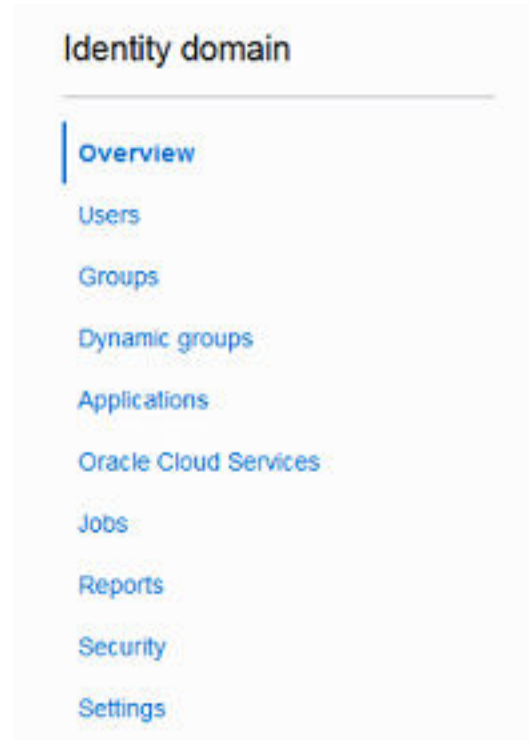 Identity domain
Overview
Users
Groups
Dynamic groups
Applications
Oracle Cloud Services
Jobs
Reports
Security
Settings